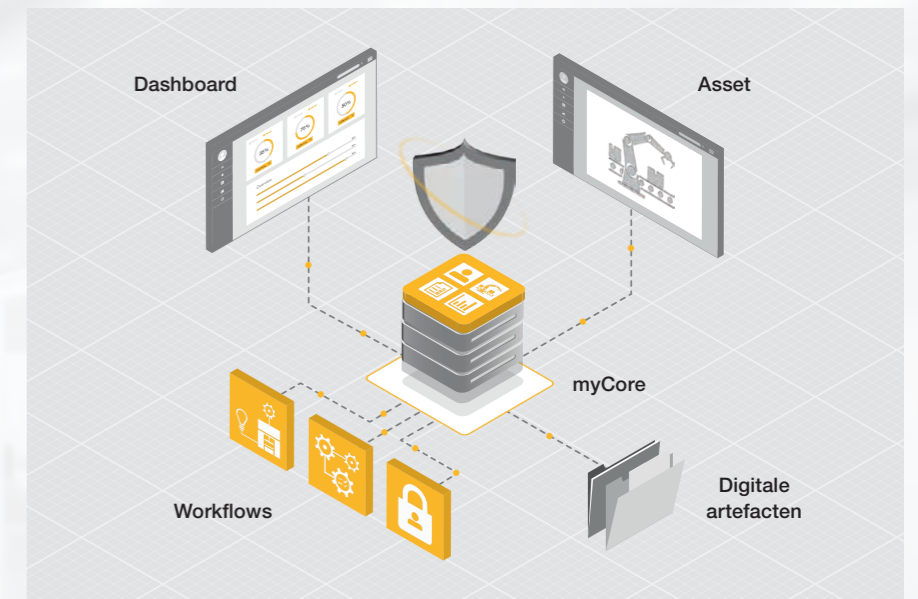 Dashboard
Asset
myCore
Workflows
Digitale
artefacten